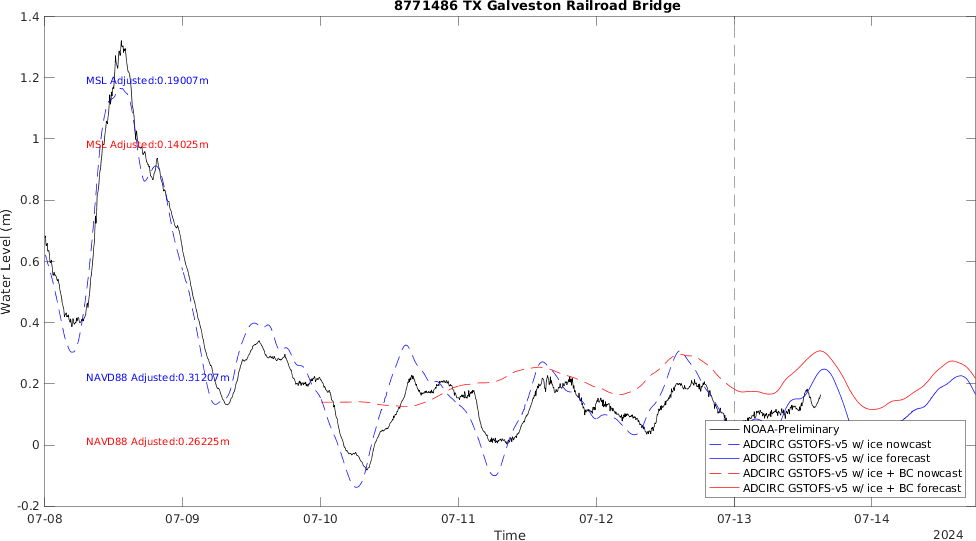 8771486 TX Galveston Railroad Bridge
1.4
1.2
1
0.8
0.6
0.4
0.2
0
-0.2
Water Level (m)
MSL Adjusted:0.19007m
MSL Adjusted:0.14025m
NAVD88 Adjusted:0.31207m
NAVD88 Adjusted:0.26225m
NOAA-Preliminary
ADCIRC GSTOFS-v5 w/ ice nowcast
ADCIRC GSTOFS-v5 w/ ice forecast
ADCIRC GSTOFS-v5 w/ ice + BC nowcast
ADCIRC GSTOFS-v5 w/ ice + BC forecast
07-08 07-09 07-10 07-11 07-12 07-13 07-14
Time
2024